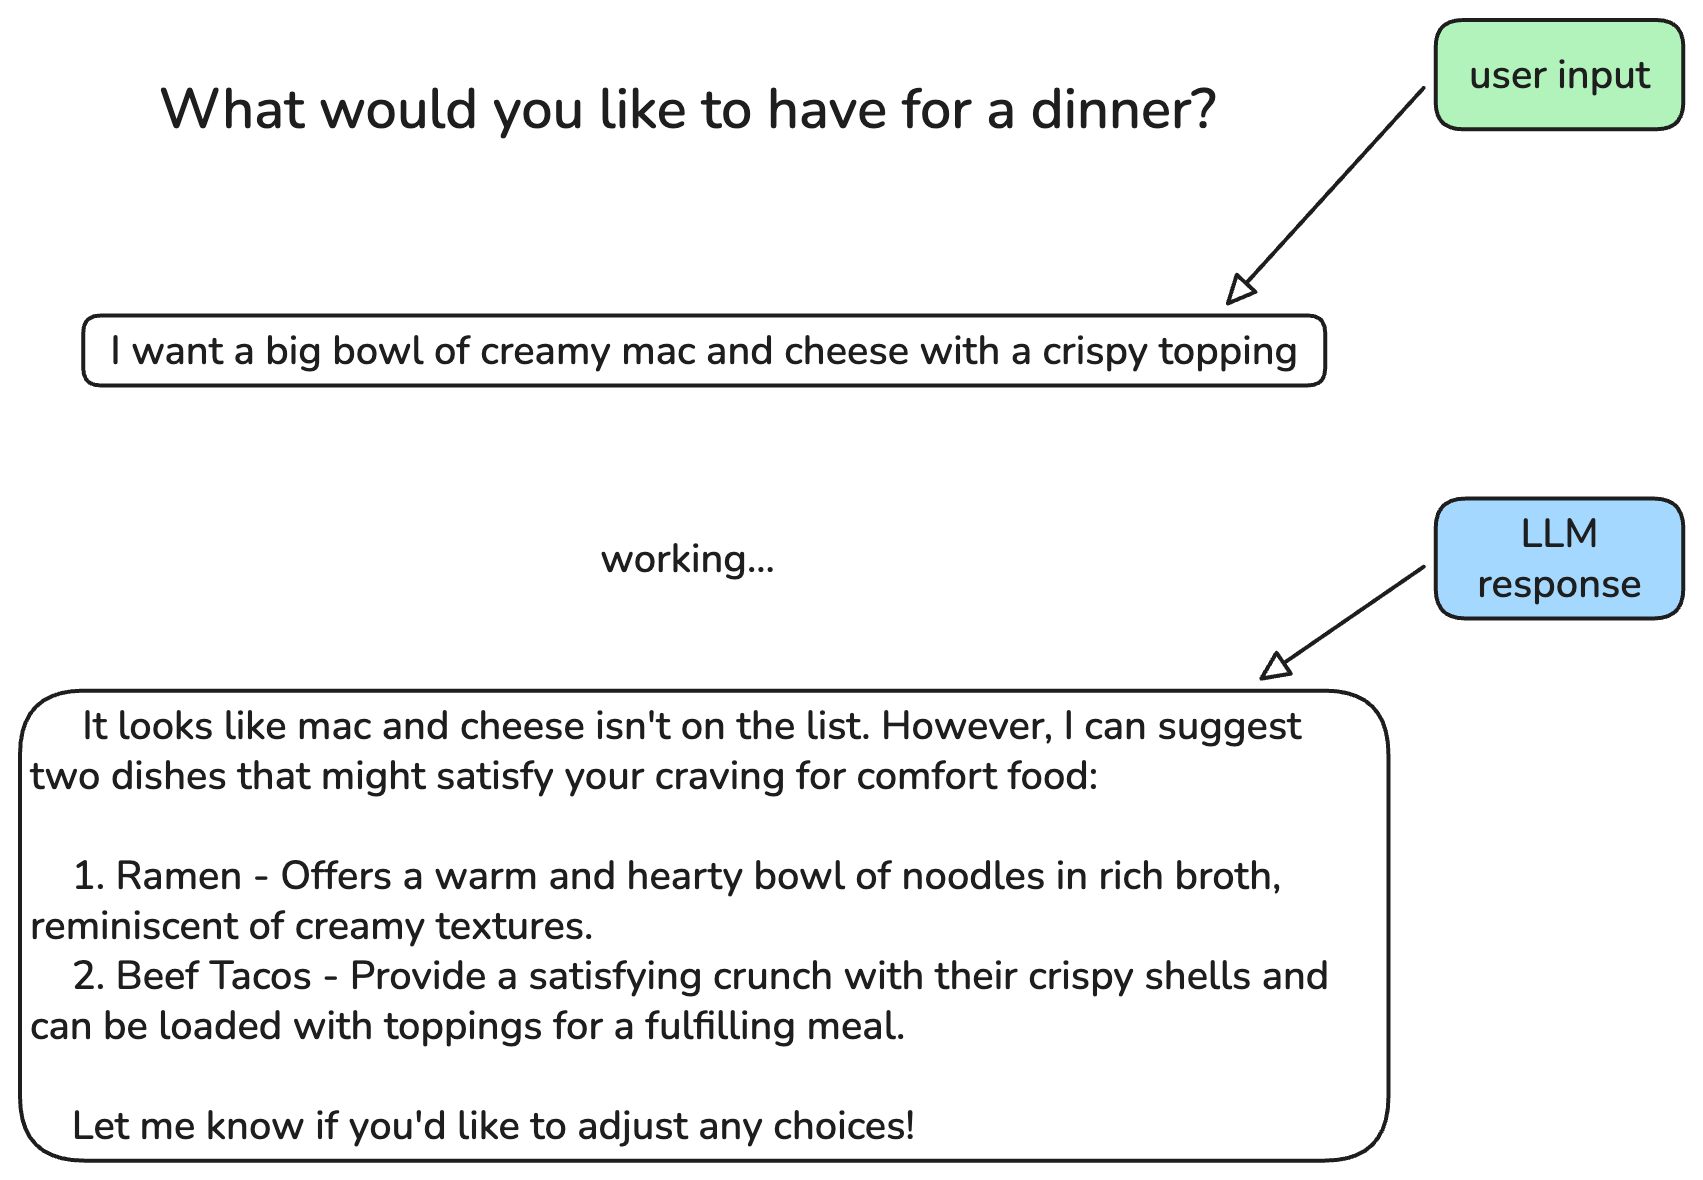 user input
What would you like to have for a dinner?
I want a big bowl of creamy mac and cheese with a crispy topping
LLM
response
working...
It looks like mac and cheese isn't on the list. However, I can suggest
two dishes that might satisfy your craving for comfort food:
1. Ramen - Offers a warm and hearty bowl of noodles in rich broth,
reminiscent of creamy textures.
2. Beef Tacos - Provide a satisfying crunch with their crispy shells and
can be loaded with toppings for a fulfilling meal.
Let me know if you'd like to adjust any choices!